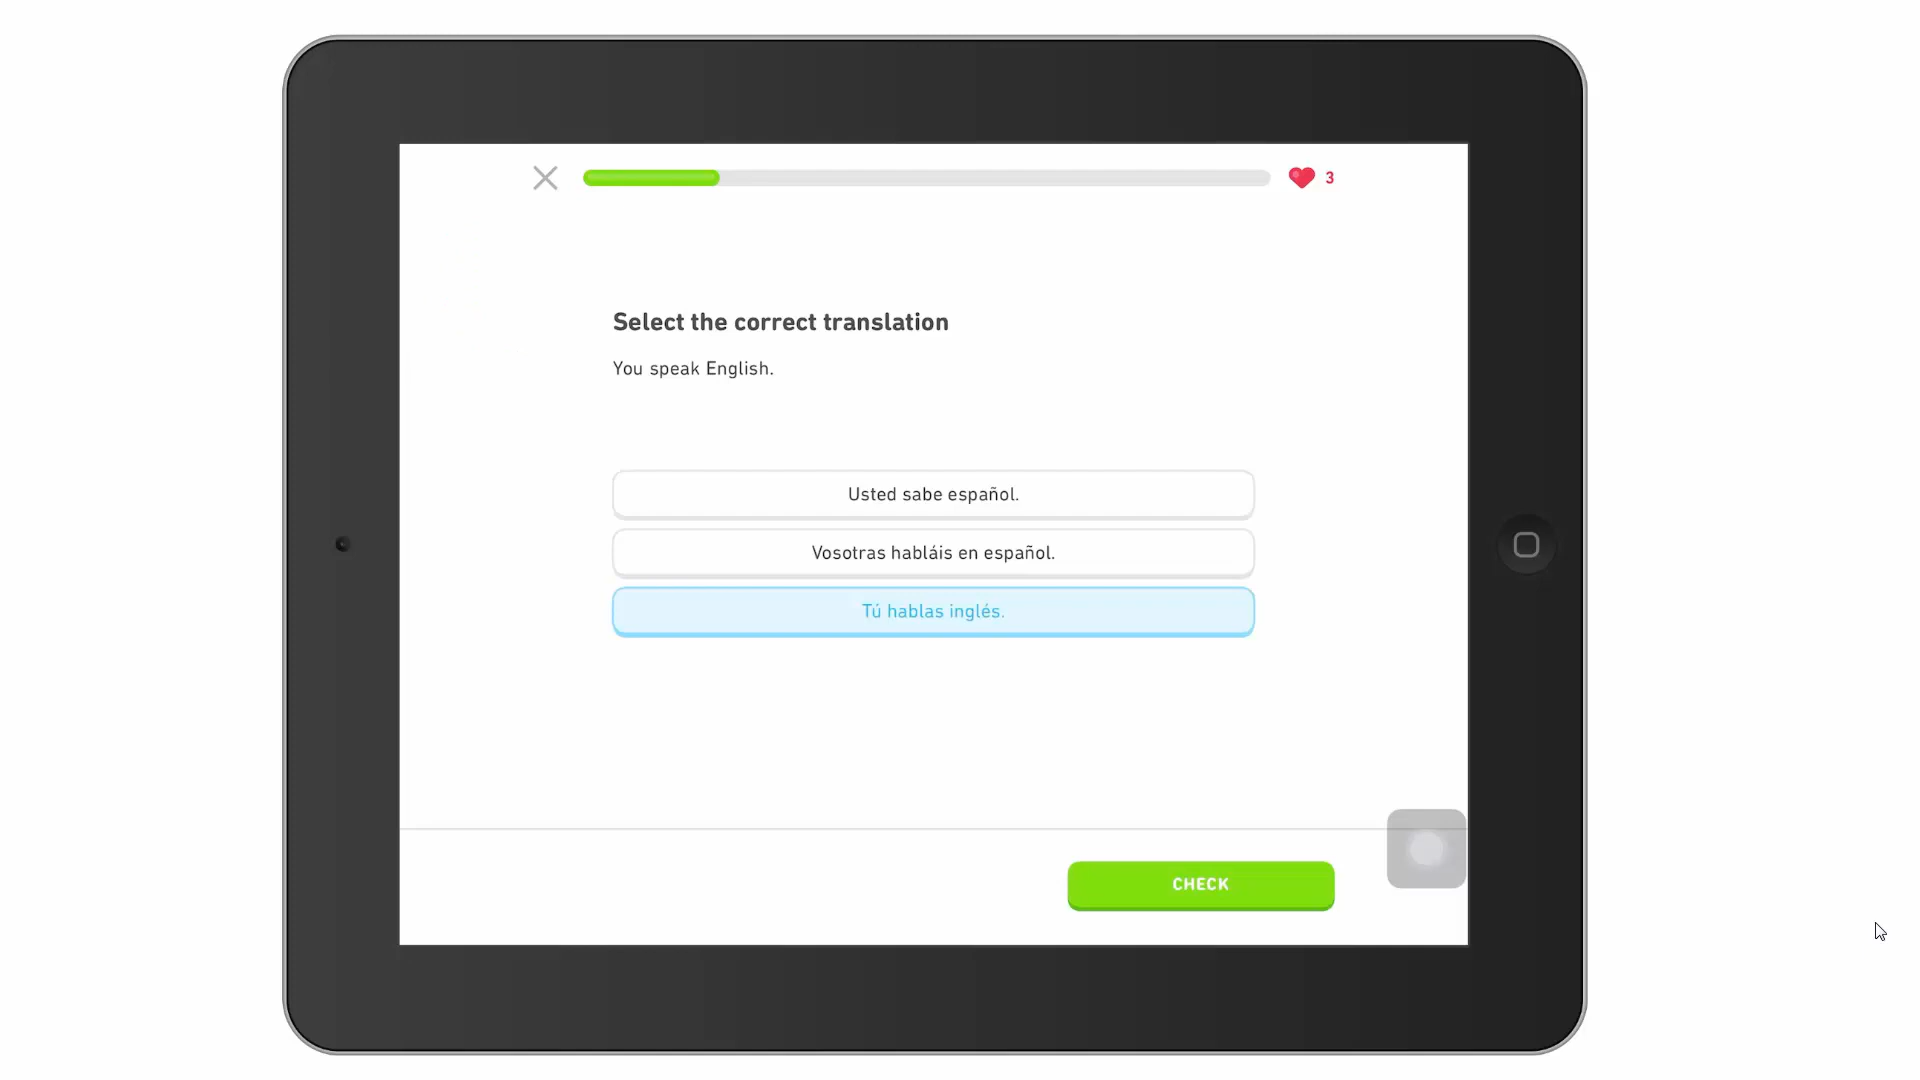 3
Select the correct translation
You speak English.
Usted sabe español.
Vosotras habláis en español.
Tú hablas inglés.
CHECK